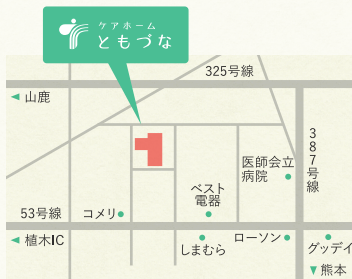 ケアホーム
ともづな
325号線
◀ 山鹿
387号線
医師会立
病院
ベスト
電器
53号線
コメリ
◀ 植木IC
しまむら
ローソン
グッデイ
▼ 熊本